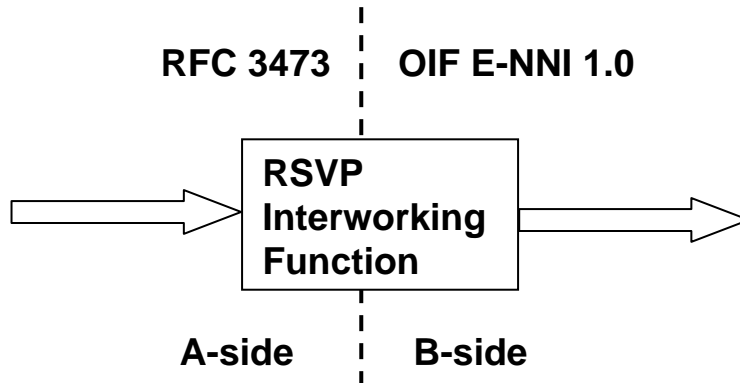 RFC 3473
OIF E-NNI 1.0
RSVP
Interworking
Function
A-side
B-side